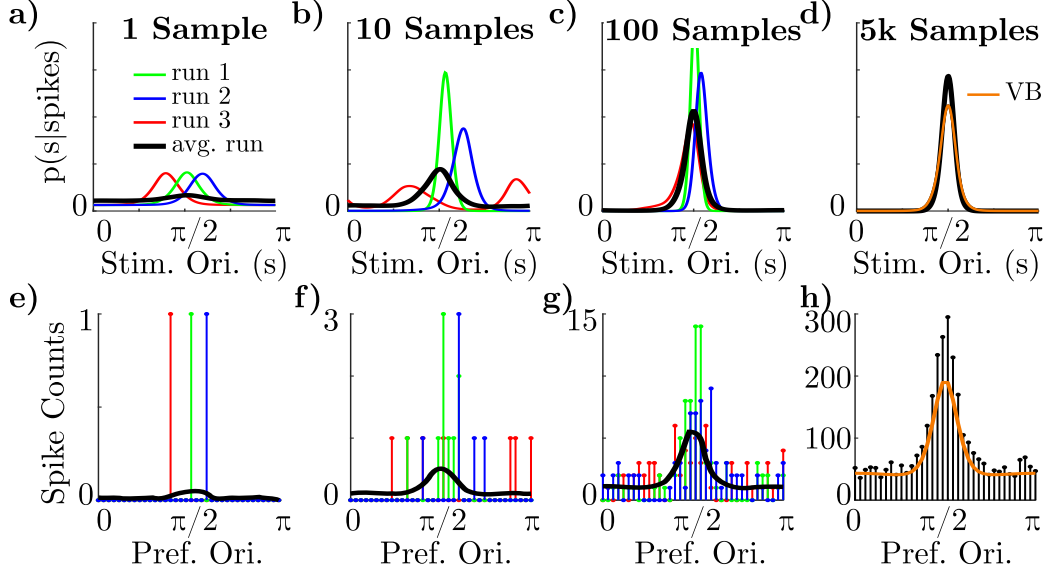 a)
1 Sample
b)
10 Samples
c)
100 Samples
d)
5k Samples
p(s|spikes)
run 1
run 2
run 3
avg. run
VB
0
0
0
0
0 π/2 π
0 π/2 π
0 π/2 π
0 π/2 π
Stim. Ori. (s)
Stim. Ori. (s)
Stim. Ori. (s)
Stim. Ori. (s)
e)
f)
g)
h)
Spike Counts
1
0
3
0
15
0
300
200
100
0
0 π/2 π
0 π/2 π
0 π/2 π
0 π/2 π
Pref. Ori.
Pref. Ori.
Pref. Ori.
Pref. Ori.